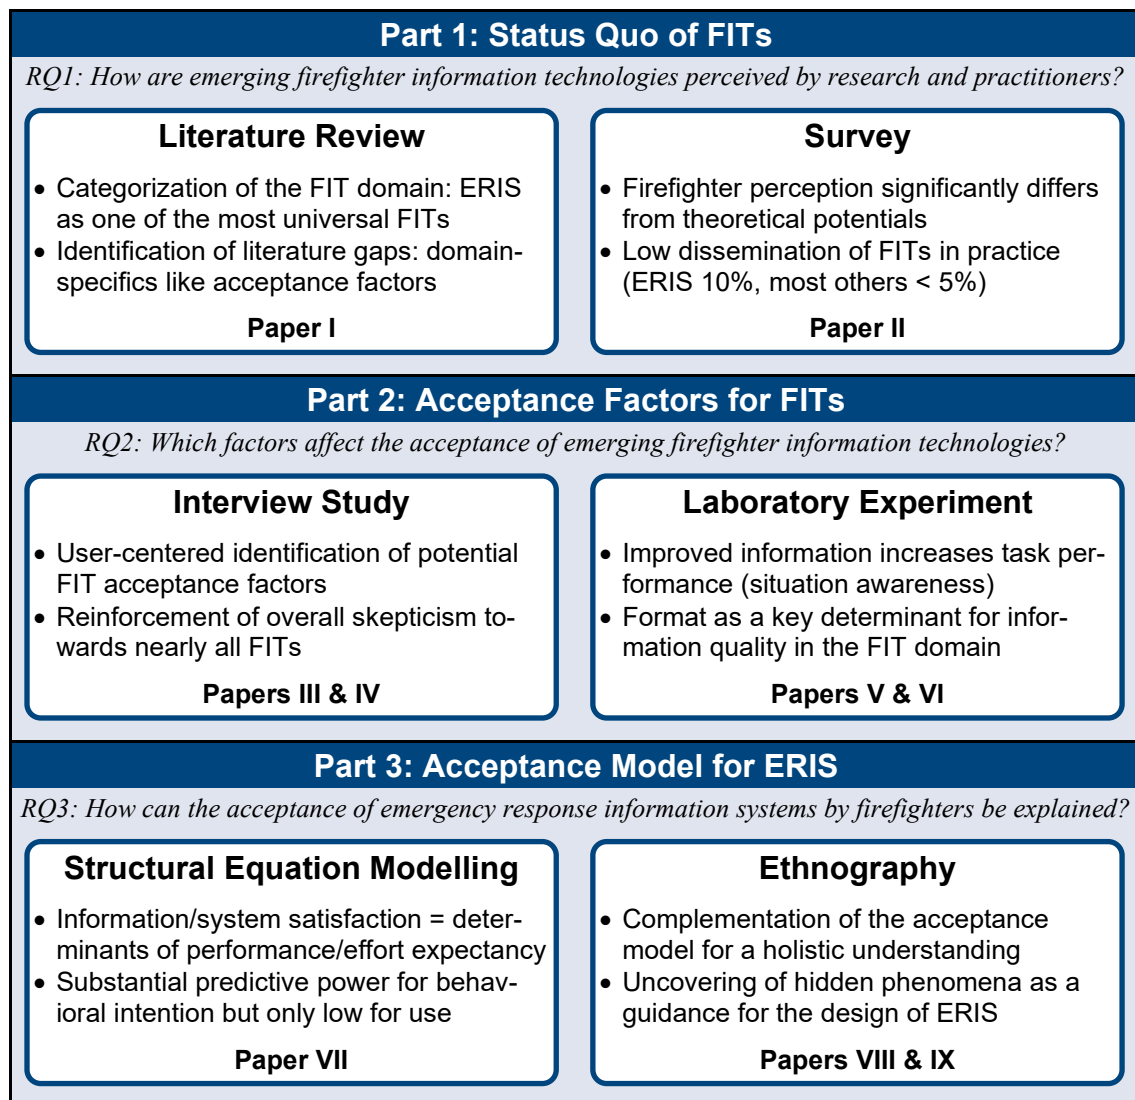 Part 1: Status Quo of FITs
RQ1: How are emerging firefighter information technologies perceived by research and practitioners?
Literature Review
• Categorization of the FIT domain: ERIS
as one of the most universal FITs
• Identification of literature gaps: domain-
specifics like acceptance factors
Paper I
Survey
• Firefighter perception significantly differs
from theoretical potentials
• Low dissemination of FITs in practice
(ERIS 10%, most others < 5%)
Paper II
Part 2: Acceptance Factors for FITs
RQ2: Which factors affect the acceptance of emerging firefighter information technologies?
Interview Study
• User-centered identification of potential
FIT acceptance factors
• Reinforcement of overall skepticism to-
wards nearly all FITs
Papers III & IV
Laboratory Experiment
• Improved information increases task per-
formance (situation awareness)
• Format as a key determinant for infor-
mation quality in the FIT domain
Papers V & VI
Part 3: Acceptance Model for ERIS
RQ3: How can the acceptance of emergency response information systems by firefighters be explained?
Structural Equation Modelling
• Information/system satisfaction = deter-
minants of performance/effort expectancy
• Substantial predictive power for behav-
ioral intention but only low for use
Paper VII
Ethnography
• Complementation of the acceptance
model for a holistic understanding
• Uncovering of hidden phenomena as a
guidance for the design of ERIS
Papers VIII & IX